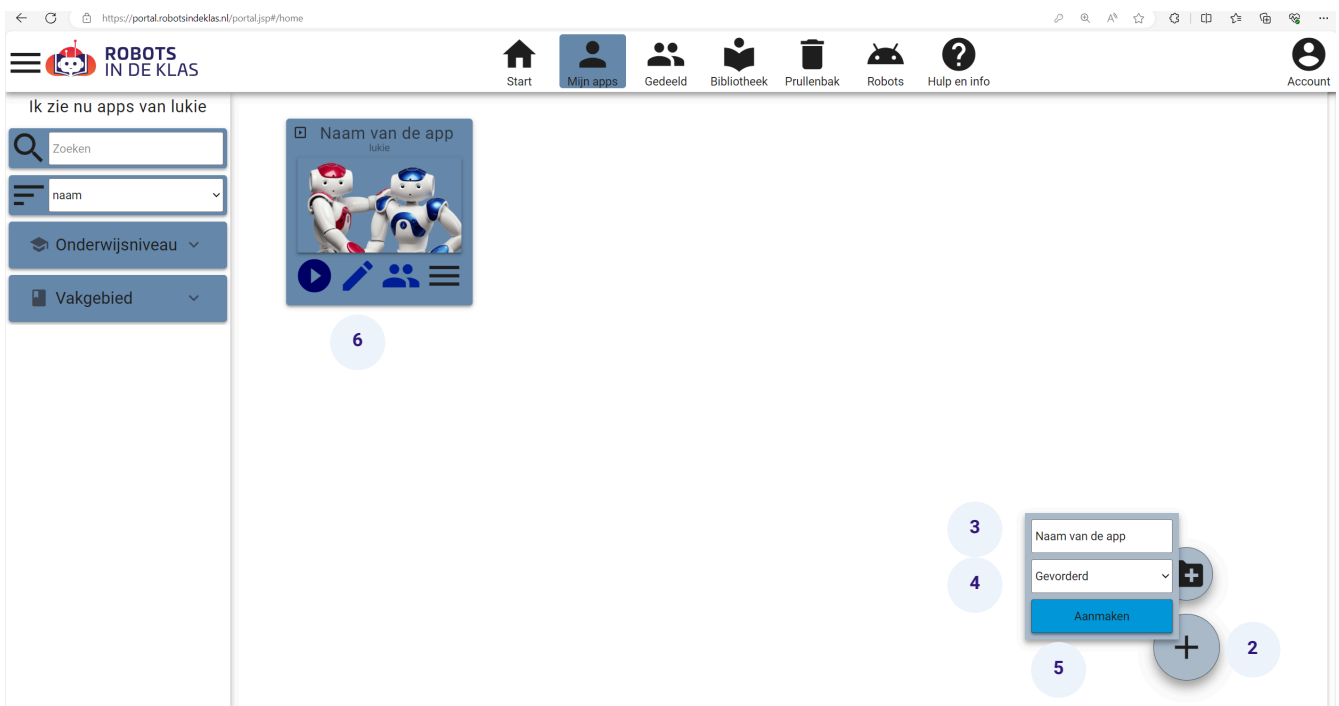 https://portal.robotsindeklas.nl/portal.jsp#/home
ROBOTS
IN DE KLAS
Start
Mijn apps
Gedeeld
Bibliotheek
Prullenbak
Robots
Hulp en info
Account
Ik zie nu apps van lukie
Zoeken
naam
Onderwijsniveau
Vakgebied
Naam van de app
lukie
6
3
Naam van de app
4
Gevorderd
Aanmaken
2
5